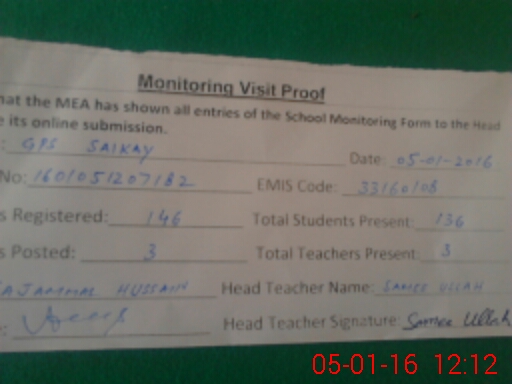 Monitoring Visit Proof
hat the MEA has shown all entries of the School Monitoring Form to the Head
e its online submission.
: GPS SAIKAY Date: 05-01-2016
No: 1601051207182 EMIS Code: 33160108
s Registered: 146 Total Students Present: 136
s Posted: 3 Total Teachers Present: 3
AJAMMAL HUSSAIN Head Teacher Name: SAMEE ULLAH
: Head Teacher Signature: Samee Ullah
05-01-16 12:12